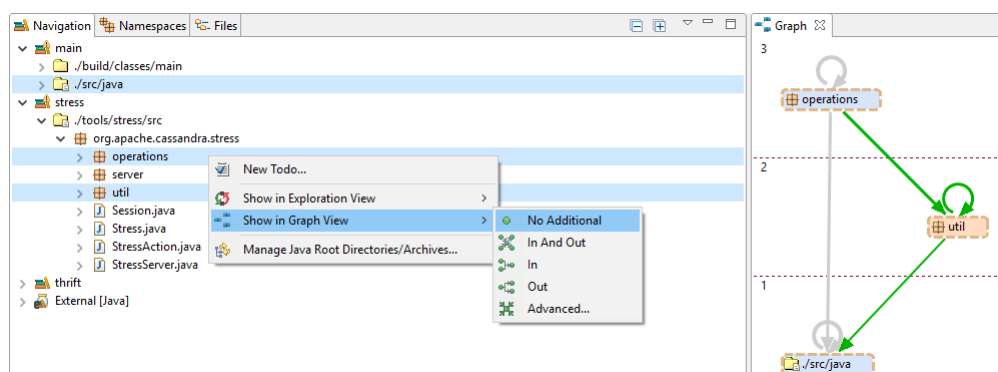 Navigation Namespaces Files
main
./build/classes/main
./src/java
stress
./tools/stress/src
org.apache.cassandra.stress
operations
server
util
Session.java
Stress.java
StressAction.java
StressServer.java
thrift
External [Java]
New Todo...
Show in Exploration View
Show in Graph View
Manage Java Root Directories/Archives...
No Additional
In And Out
In
Out
Advanced...
Graph
3
operations
2
util
1
./src/java